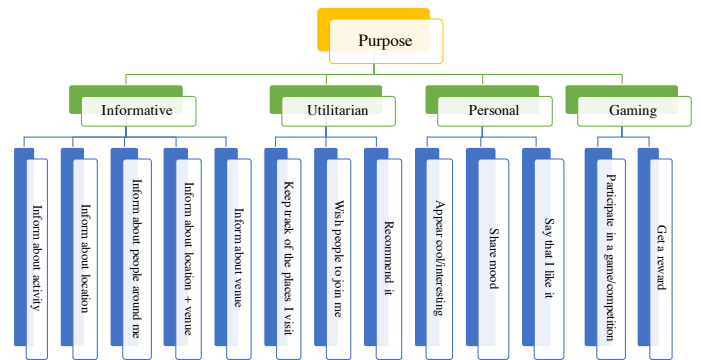 Purpose
Informative
Utilitarian
Personal
Gaming
Inform about activity
Inform about location
Inform about people around me
Inform about location + venue
Inform about venue
Keep track of the places I visit
Wish people to join me
Recommend it
Appear cool/interesting
Share mood
Say that I like it
Participate in a game/competition
Get a reward